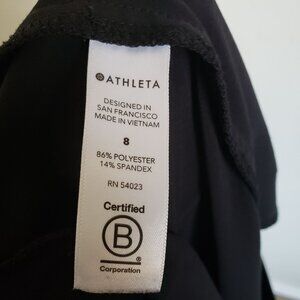 ATHLETA
DESIGNED IN
SAN FRANCISCO
MADE IN VIETNAM
8
86% POLYESTER
14% SPANDEX
RN 54023
Certified
B
Corporation